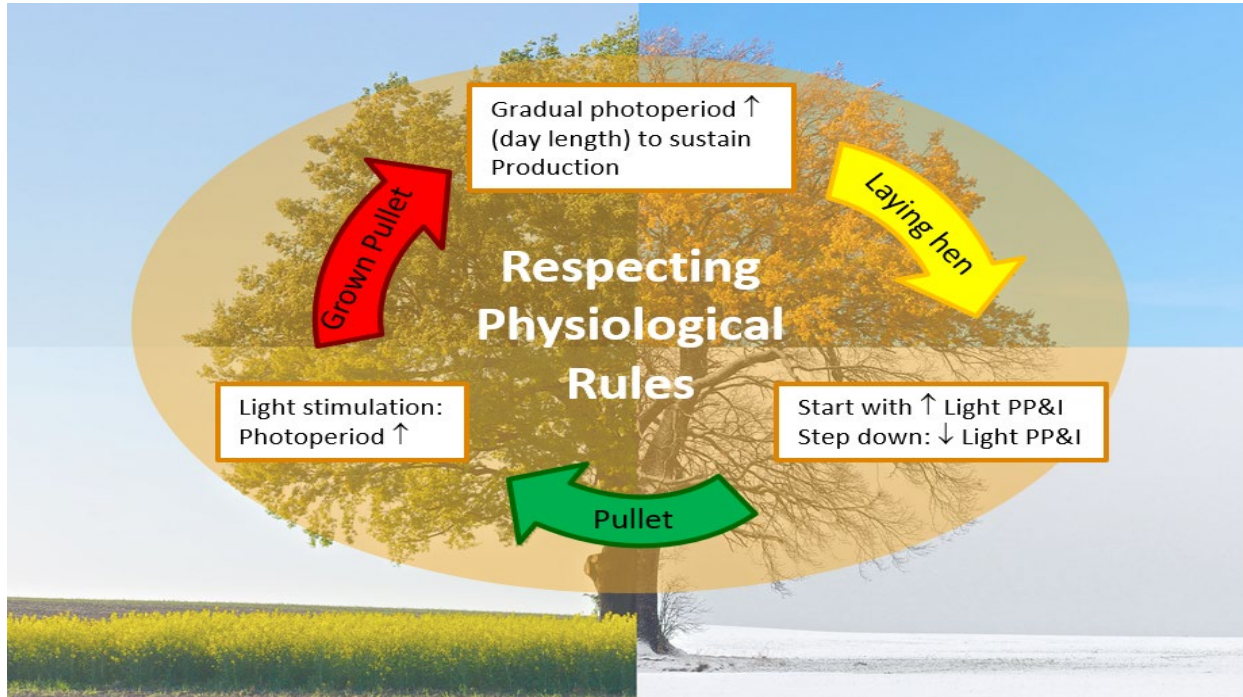 Gradual photoperiod ↑
(day length) to sustain
Production
Grown Pullet
Laying hen
Respecting
Physiological
Rules
Light stimulation:
Photoperiod ↑
Start with ↑ Light PP&I
Step down: ↓ Light PP&I
Pullet